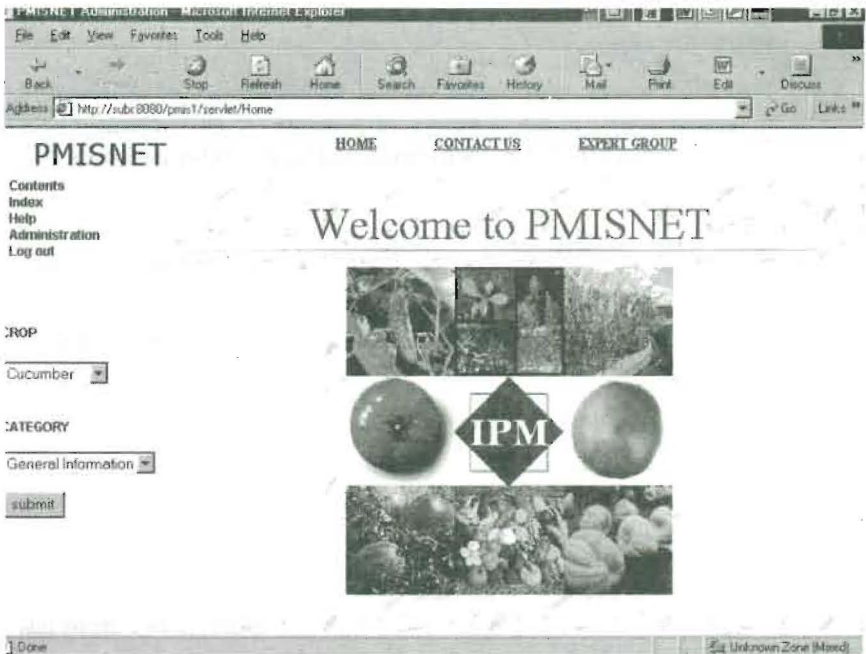 PMISNET Administration - Microsoft Internet Explorer
File Edit View Favorites Tools Help
Back Stop Refresh Home Search Favorites History Mail Print Edit Discuss
Address http://subr:8080/pmis1/servlet/Home Go Links
PMISNET
HOME CONTACT US EXPERT GROUP
Contents
Index
Help
Administration
Log out
Welcome to PMISNET
CROP
Cucumber
CATEGORY
General Information
submit
IPM
Done Unknown Zone (Mixed)